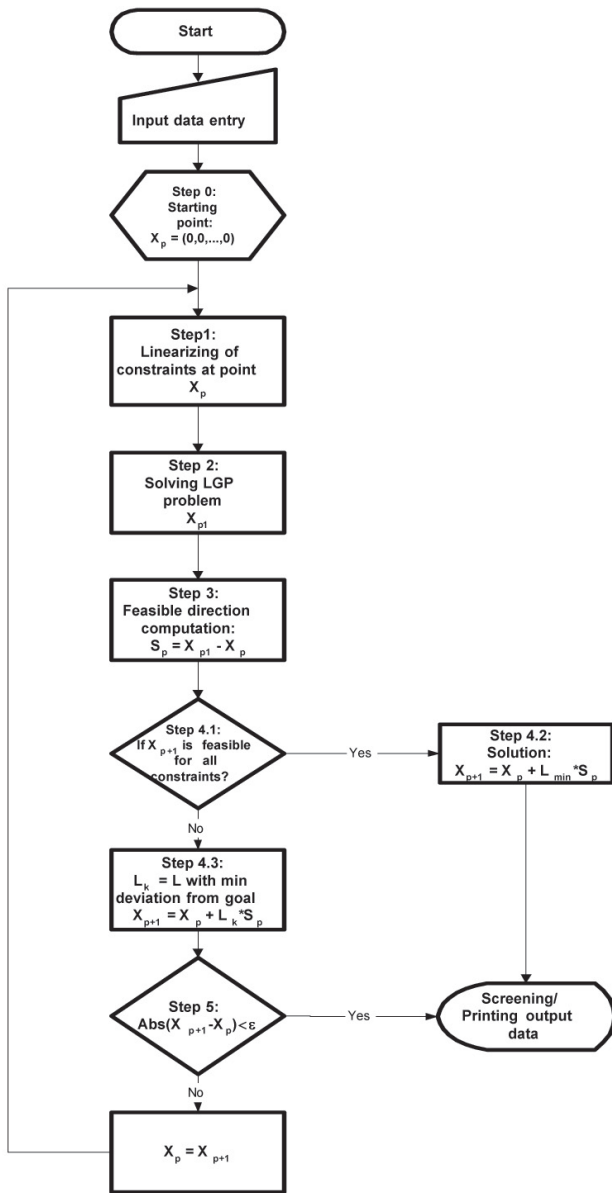 Start
Input data entry
Step 0:
Starting
point:
X p = (0,0,...,0)
Step1:
Linearizing of
constraints at point
X p
Step 2:
Solving LGP
problem
X p1
Step 3:
Feasible direction
computation:
S p = X p1 - X p
Step 4.1:
If X p+1 is feasible
for all
constraints?
Yes
Step 4.2:
Solution:
X p+1 = X p + L min *S p
No
Step 4.3:
L k = L with min
deviation from goal
X p+1 = X p + L k *S p
Step 5:
Abs(X p+1 -X p )<ε
Yes
Screening/
Printing output
data
No
X p = X p+1